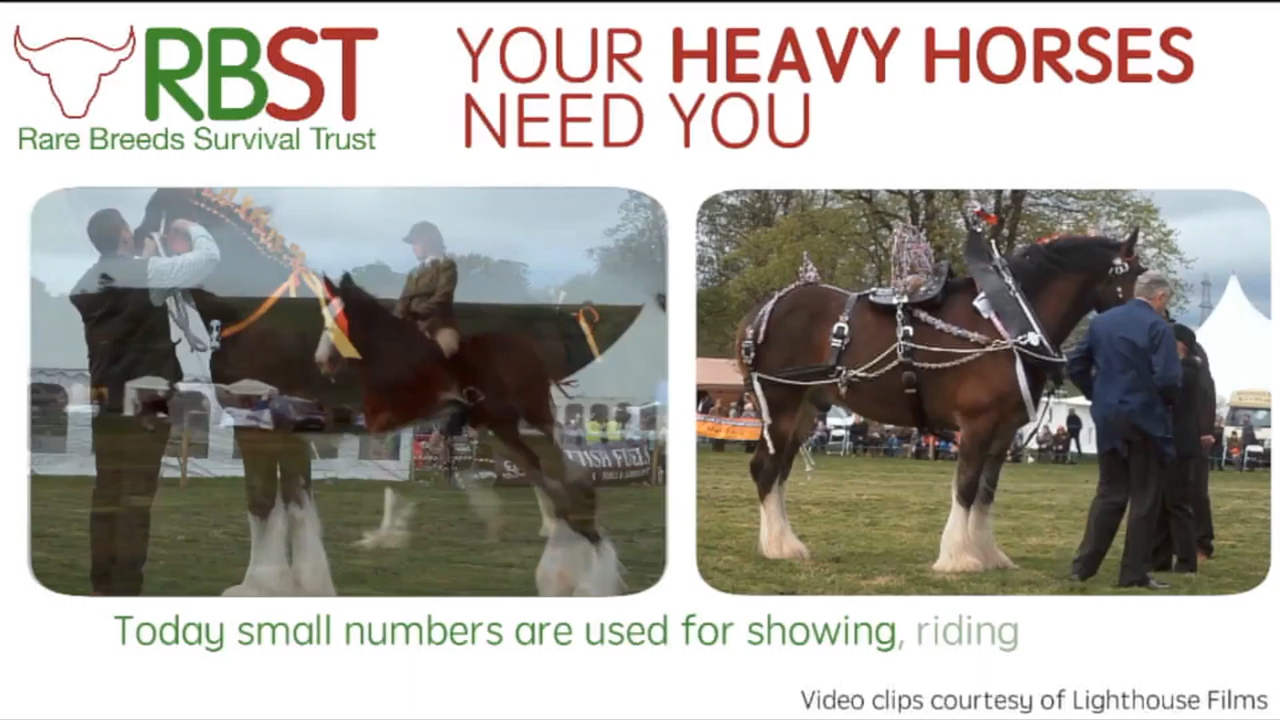 RBST
Rare Breeds Survival Trust
YOUR HEAVY HORSES
NEED YOU
Today small numbers are used for showing, riding
Video clips courtesy of Lighthouse Films